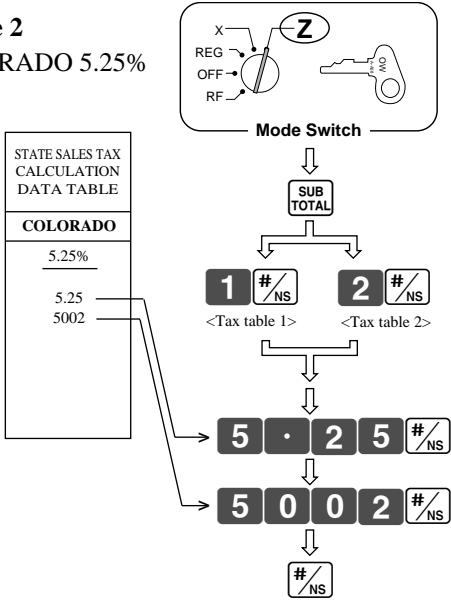 e 2
RADO 5.25%
X
Z
REG
OFF
RF
OW
Mode Switch
STATE SALES TAX
CALCULATION
DATA TABLE
COLORADO
5.25%
5.25
5002
SUB
TOTAL
1 #/NS
2 #/NS
<Tax table 1>
<Tax table 2>
5 · 2 5 #/NS
5 0 0 2 #/NS
#/NS